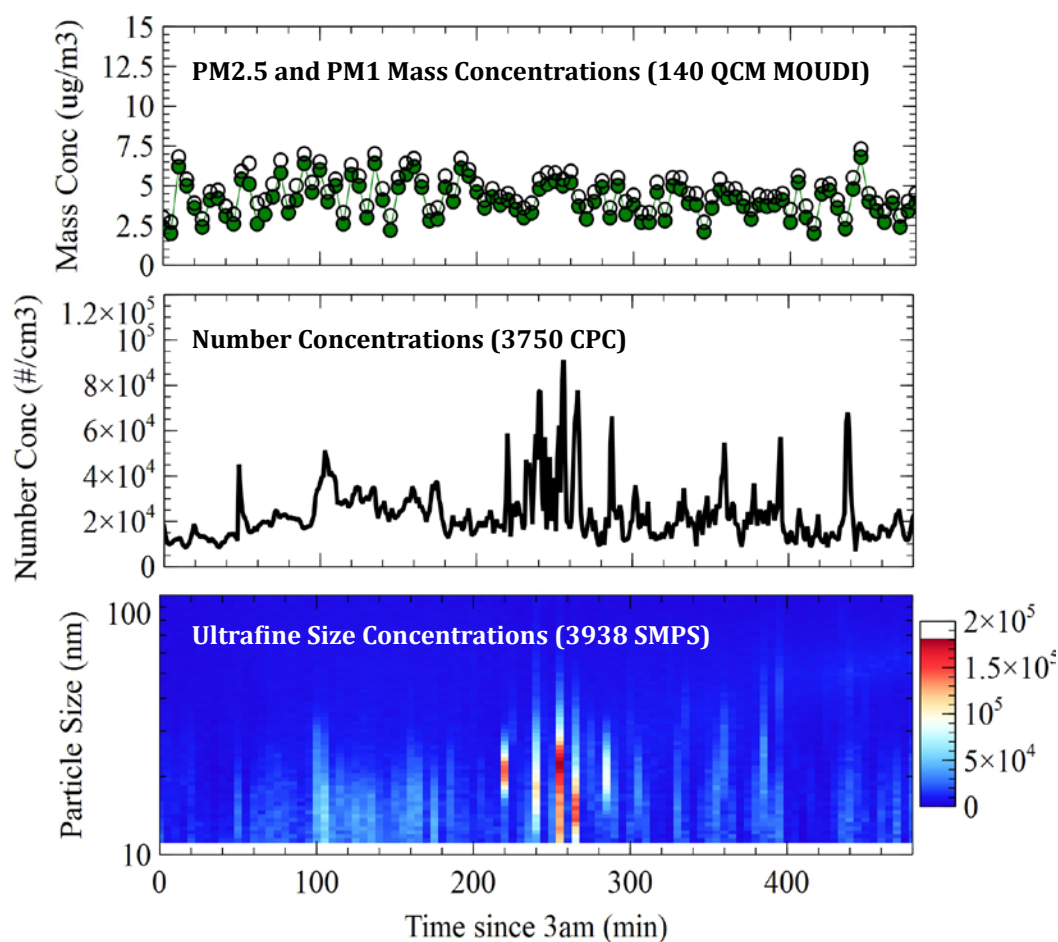 15
12.5
10
7.5
5
2.5
0
Mass Conc (ug/m3)
PM2.5 and PM1 Mass Concentrations (140 QCM MOUDI)
1.2×10⁵
10⁵
8×10⁴
6×10⁴
4×10⁴
2×10⁴
0
Number Conc (#/cm3)
Number Concentrations (3750 CPC)
100
10
Particle Size (nm)
Ultrafine Size Concentrations (3938 SMPS)
2×10⁵
1.5×10⁵
10⁵
5×10⁴
0
0 100 200 300 400
Time since 3am (min)